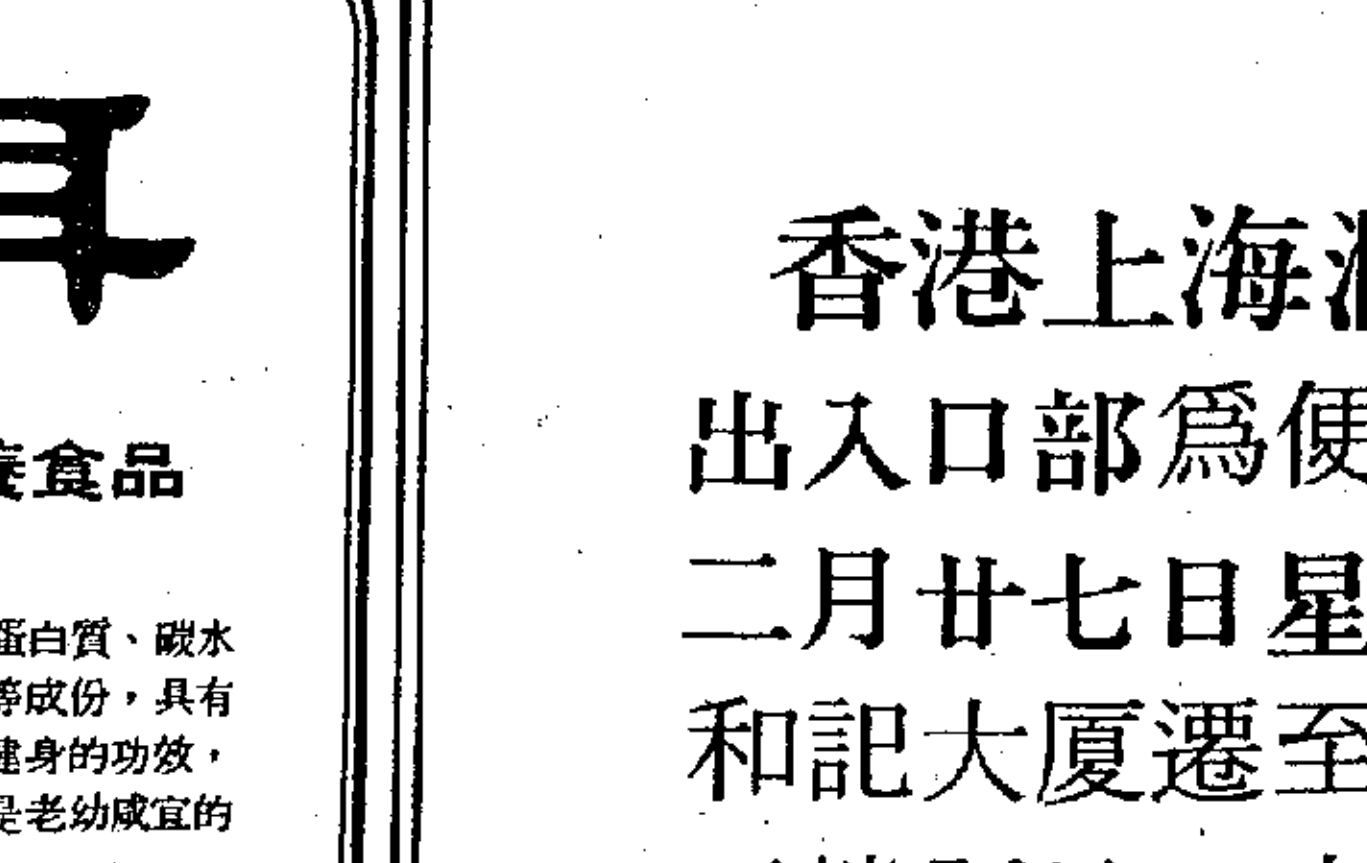 耳
養食品
蛋白質、碳水
等成份，具有
健身的功效，
是老幼咸宜的
香港上海滙
出入口部爲便
二月廿七日星
和記大厦遷至